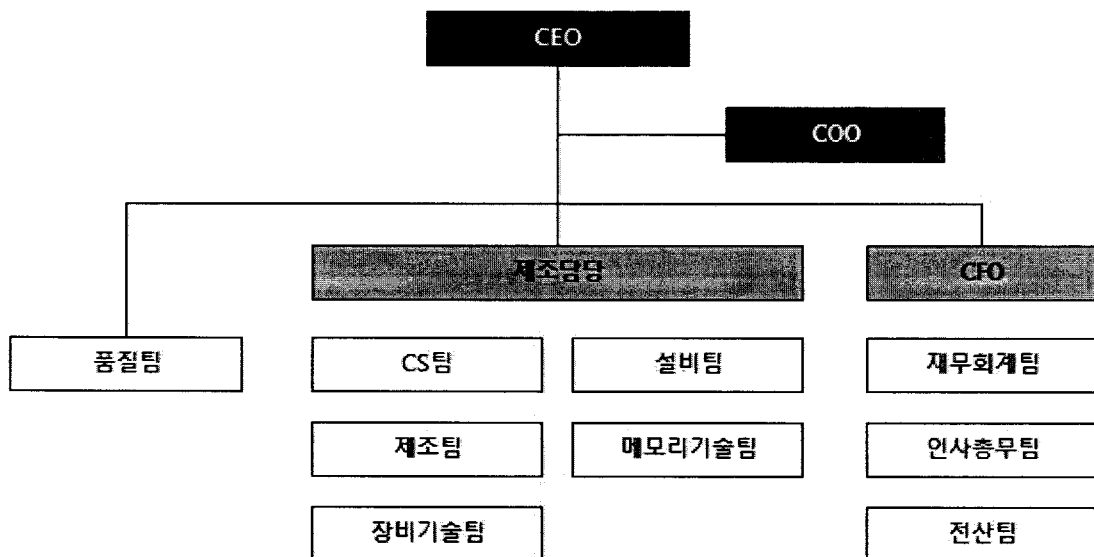 CEO
COO
제조담당
CFO
품질팀
CS팀
설비팀
재무회계팀
제조팀
메모리기술팀
인사총무팀
장비기술팀
전산팀